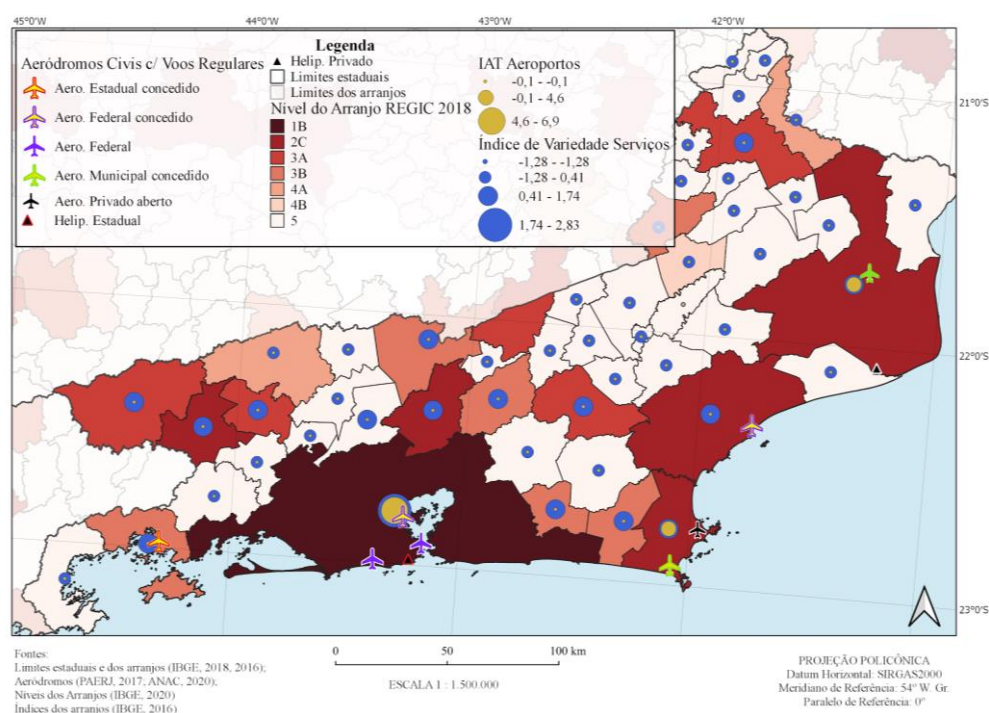 45°0'W 44°0'W 43°0'W 42°0'W
Legenda
Aeródromos Civis c/ Voos Regulares
Aero. Estadual concedido
Aero. Federal concedido
Aero. Federal
Aero. Municipal concedido
Aero. Privado aberto
Helip. Estadual
Helip. Privado
Limites estaduais
Limites dos arranjos
Nível do Arranjo REGIC 2018
1B
2C
3A
3B
4A
4B
5
IAT Aeroportos
-0,1 - -0,1
-0,1 - 4,6
4,6 - 6,9
Índice de Variedade Serviços
-1,28 - -1,28
-1,28 - 0,41
0,41 - 1,74
1,74 - 2,83
21°0'S
22°0'S
23°0'S
Fontes:
Limites estaduais e dos arranjos (IBGE, 2018, 2016);
Aeródromos (PAERJ, 2017; ANAC, 2020);
Níveis dos Arranjos (IBGE, 2020)
Índices dos arranjos (IBGE, 2016)
0 50 100 km
ESCALA 1 : 1.500.000
PROJEÇÃO POLICÔNICA
Datum Horizontal: SIRGAS2000
Meridiano de Referência: 54º W. Gr.
Paralelo de Referência: 0º